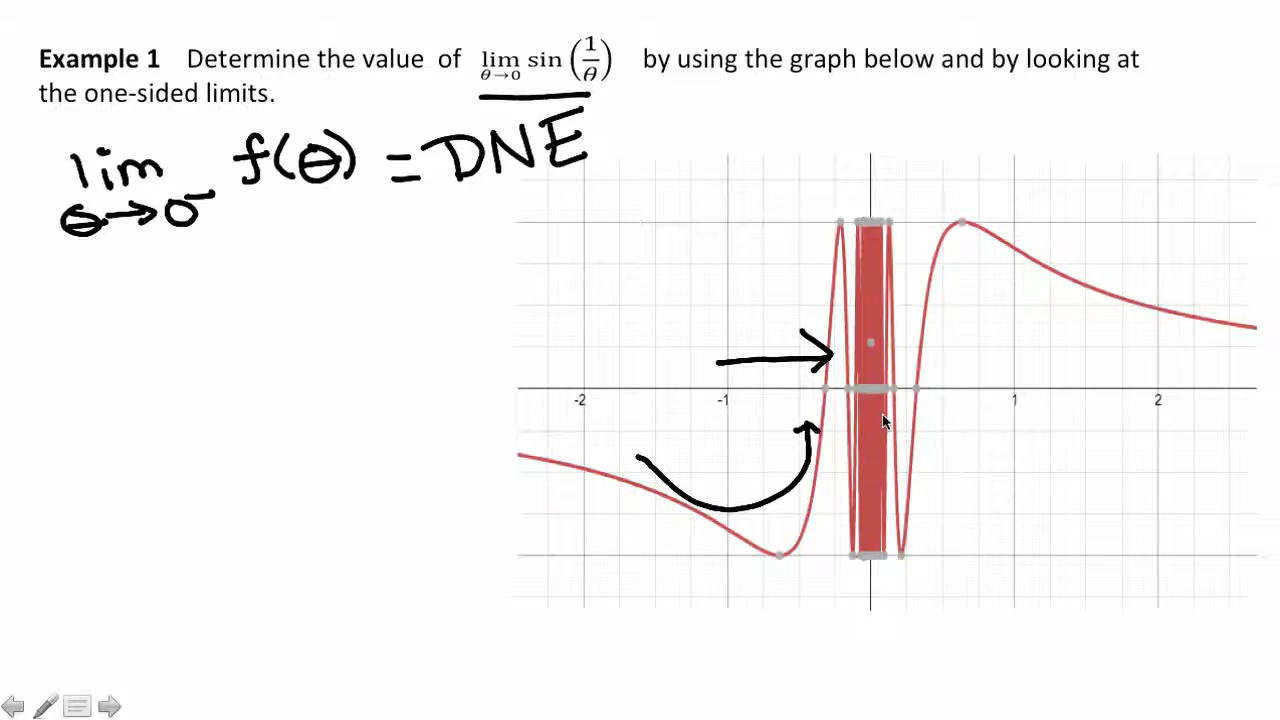 Example 1 Determine the value of lim θ→0 sin(1/θ) by using the graph below and by looking at
the one-sided limits.
lim θ→0⁻ f(θ) = DNE
-2 -1 1 2